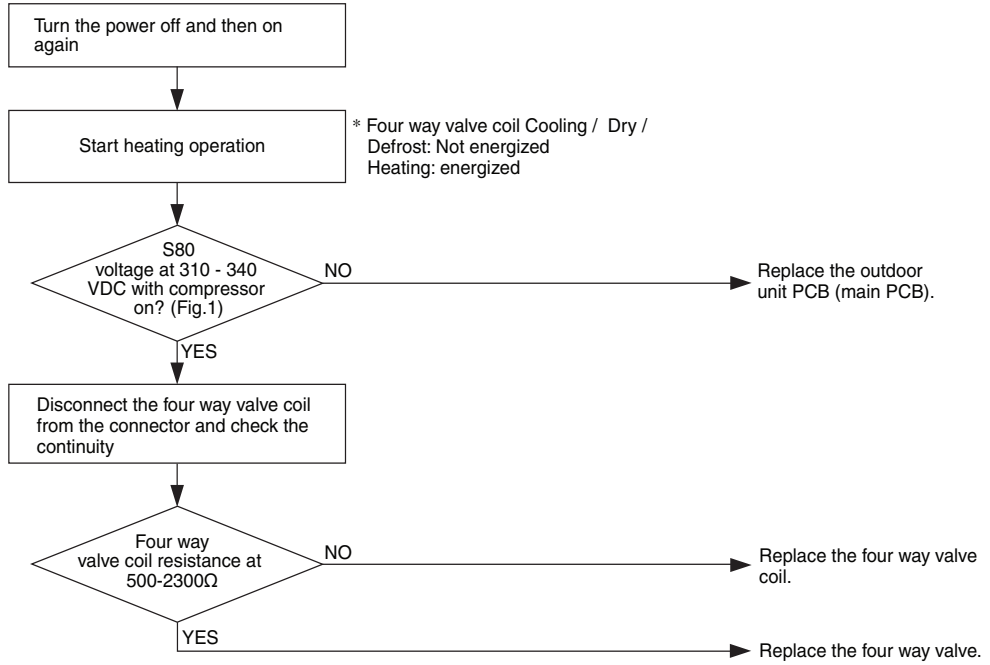 Turn the power off and then on
again
Start heating operation
* Four way valve coil Cooling / Dry /
Defrost: Not energized
Heating: energized
S80
voltage at 310 - 340
VDC with compressor
on? (Fig.1)
NO
Replace the outdoor
unit PCB (main PCB).
YES
Disconnect the four way valve coil
from the connector and check the
continuity
Four way
valve coil resistance at
500-2300Ω
NO
Replace the four way valve
coil.
YES
Replace the four way valve.